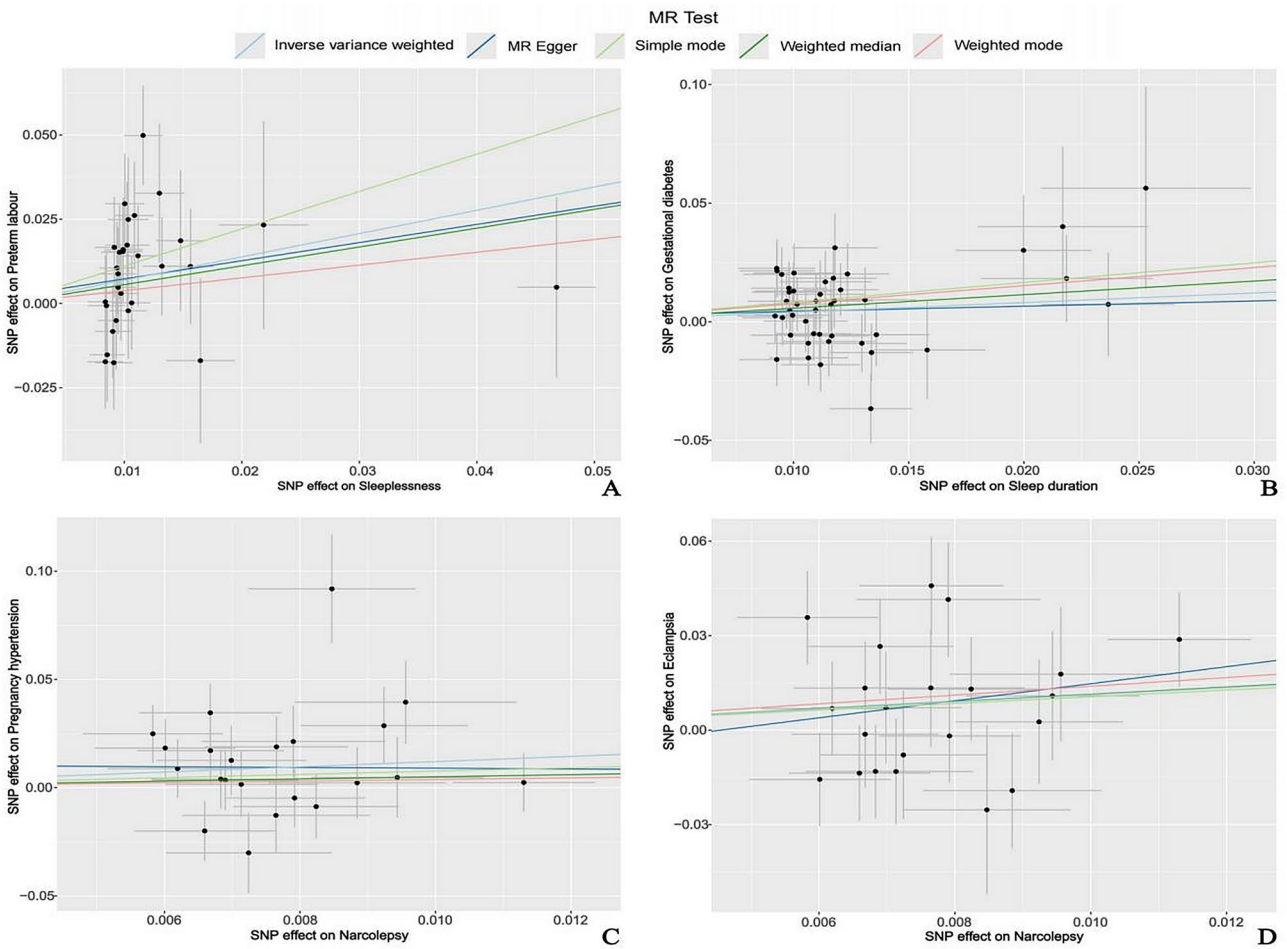 MR Test
Inverse variance weighted
MR Egger
Simple mode
Weighted median
Weighted mode
SNP effect on Preterm labour
0.050
0.025
0.000
−0.025
0.01
0.02
0.03
0.04
0.05
SNP effect on Sleeplessness
A
SNP effect on Gestational diabetes
0.10
0.05
0.00
−0.05
0.010
0.015
0.020
0.025
0.030
SNP effect on Sleep duration
B
SNP effect on Pregnancy hypertension
0.10
0.05
0.00
−0.05
0.006
0.008
0.010
0.012
SNP effect on Narcolepsy
C
SNP effect on Eclampsia
0.06
0.03
0.00
−0.03
0.006
0.008
0.010
0.012
SNP effect on Narcolepsy
D